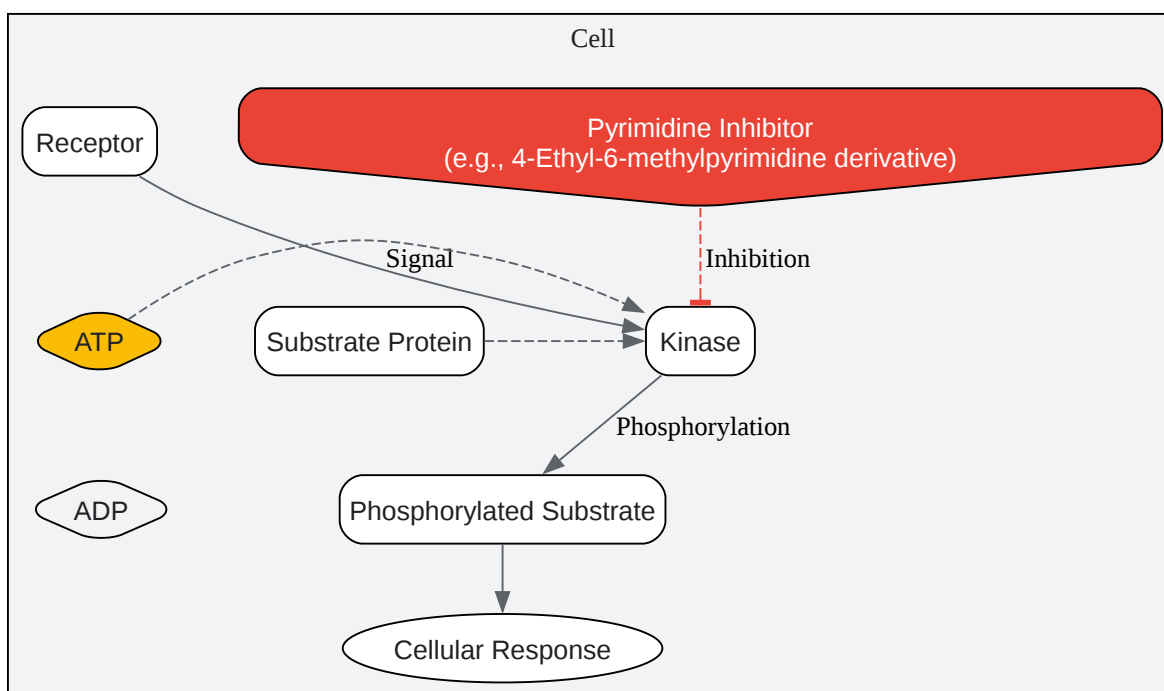 Cell
Receptor
Pyrimidine Inhibitor
(e.g., 4-Ethyl-6-methylpyrimidine derivative)
Signal
Inhibition
ATP
Substrate Protein
Kinase
Phosphorylation
ADP
Phosphorylated Substrate
Cellular Response